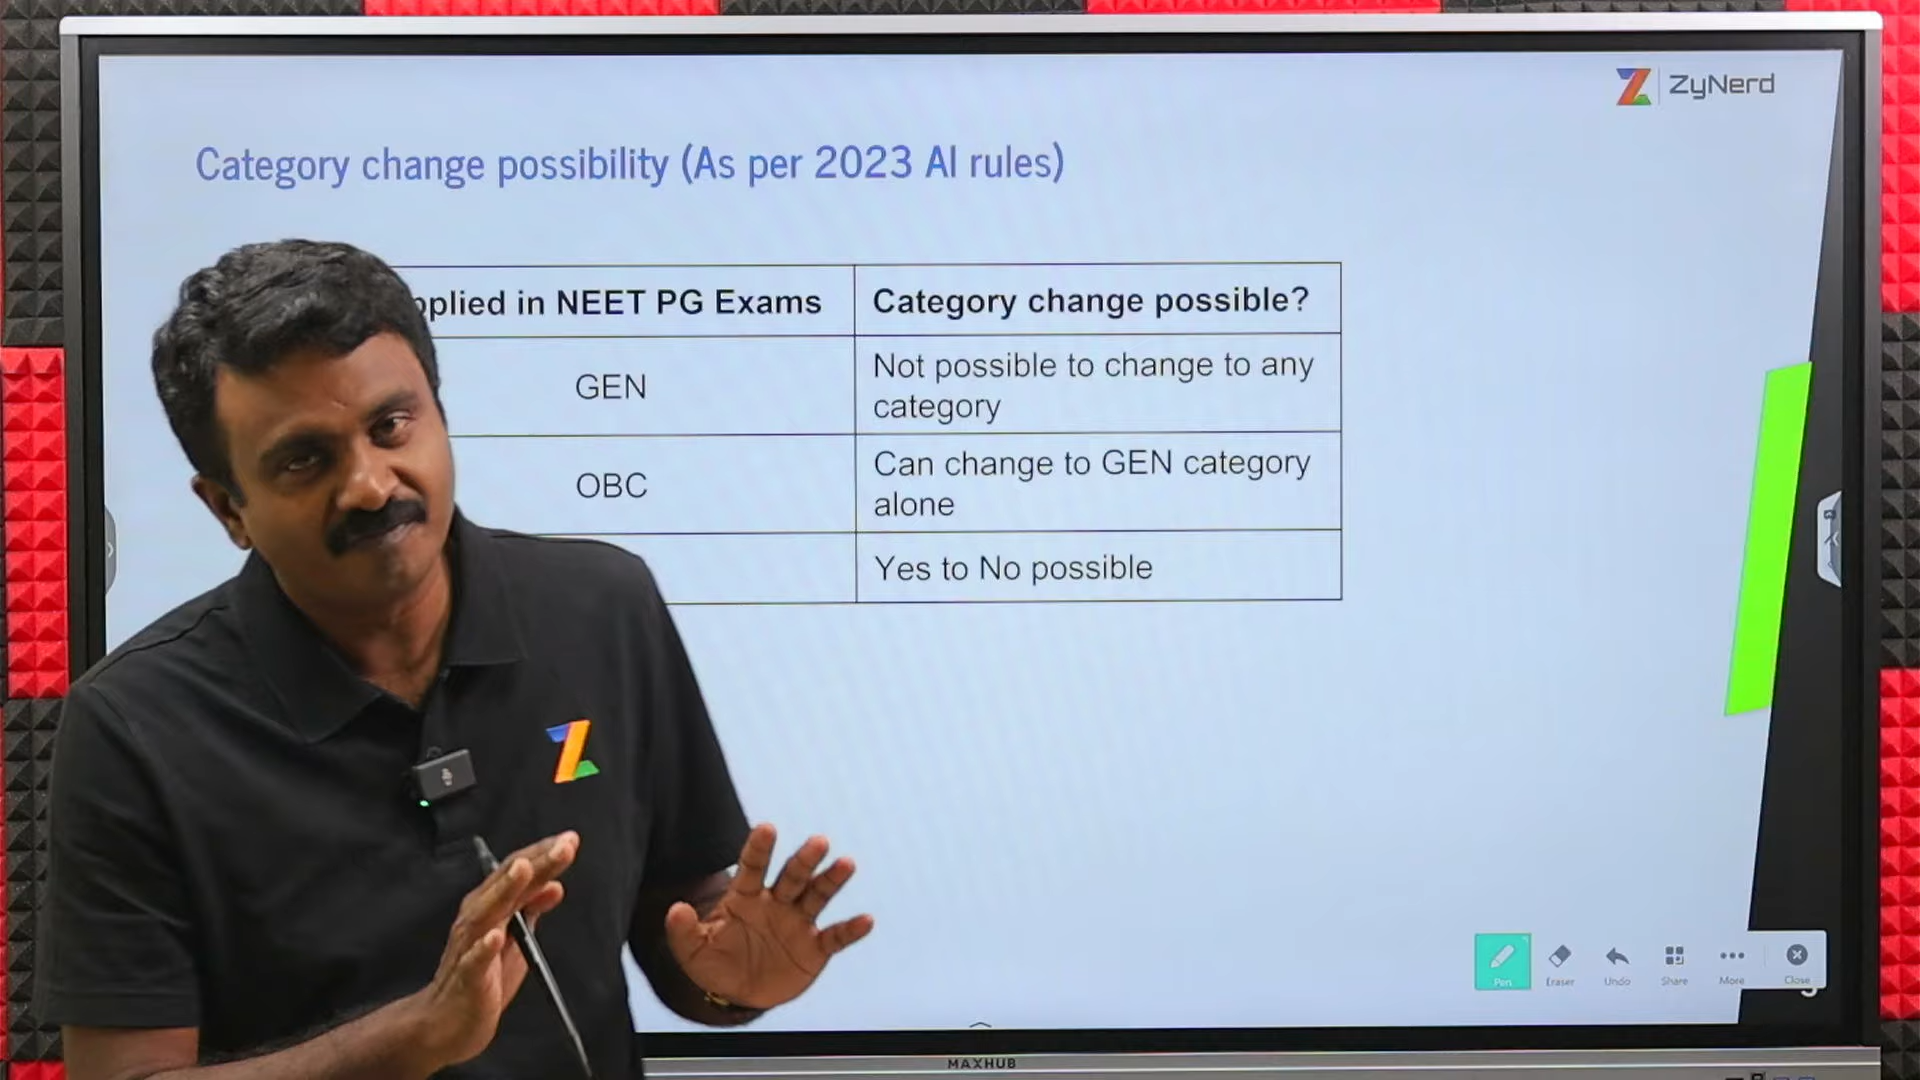 ZyNerd
Category change possibility (As per 2023 AI rules)
in NEET PG Exams
Category change possible?
GEN
Not possible to change to any
category
OBC
Can change to GEN category
alone
Yes to No possible
Pen
Eraser
Undo
Share
More
Close
MAXHUB